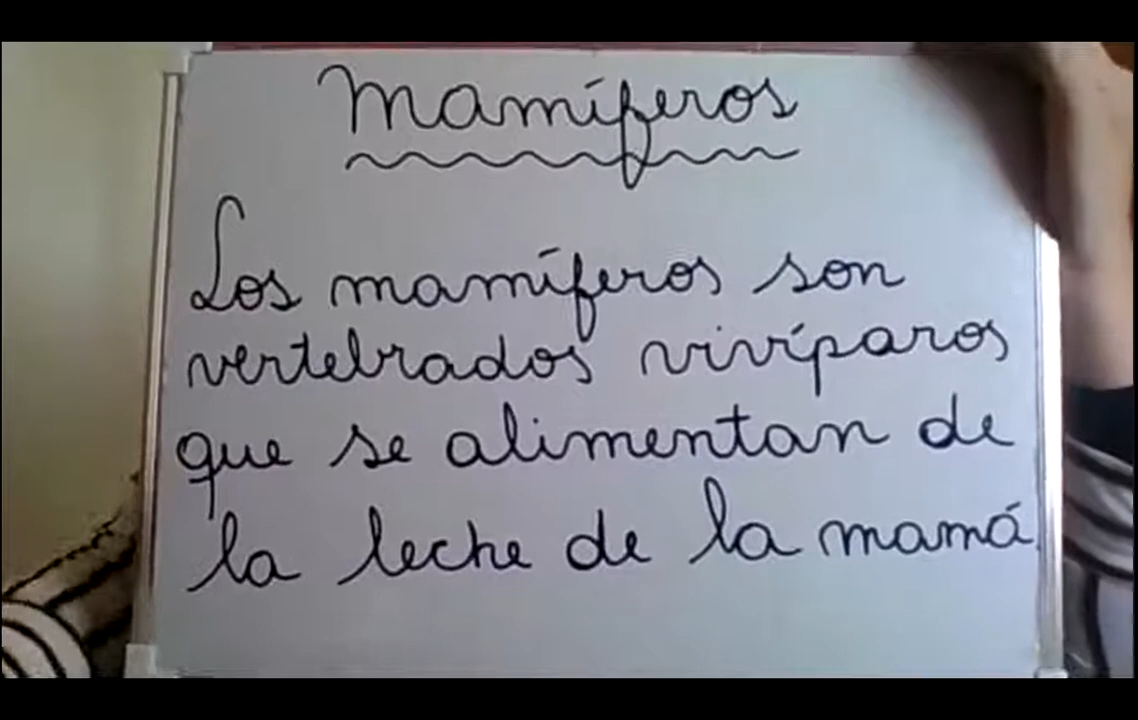 Mamíferos
Los mamíferos son
vertebrados vivíparos
que se alimentan de
la leche de la mamá.